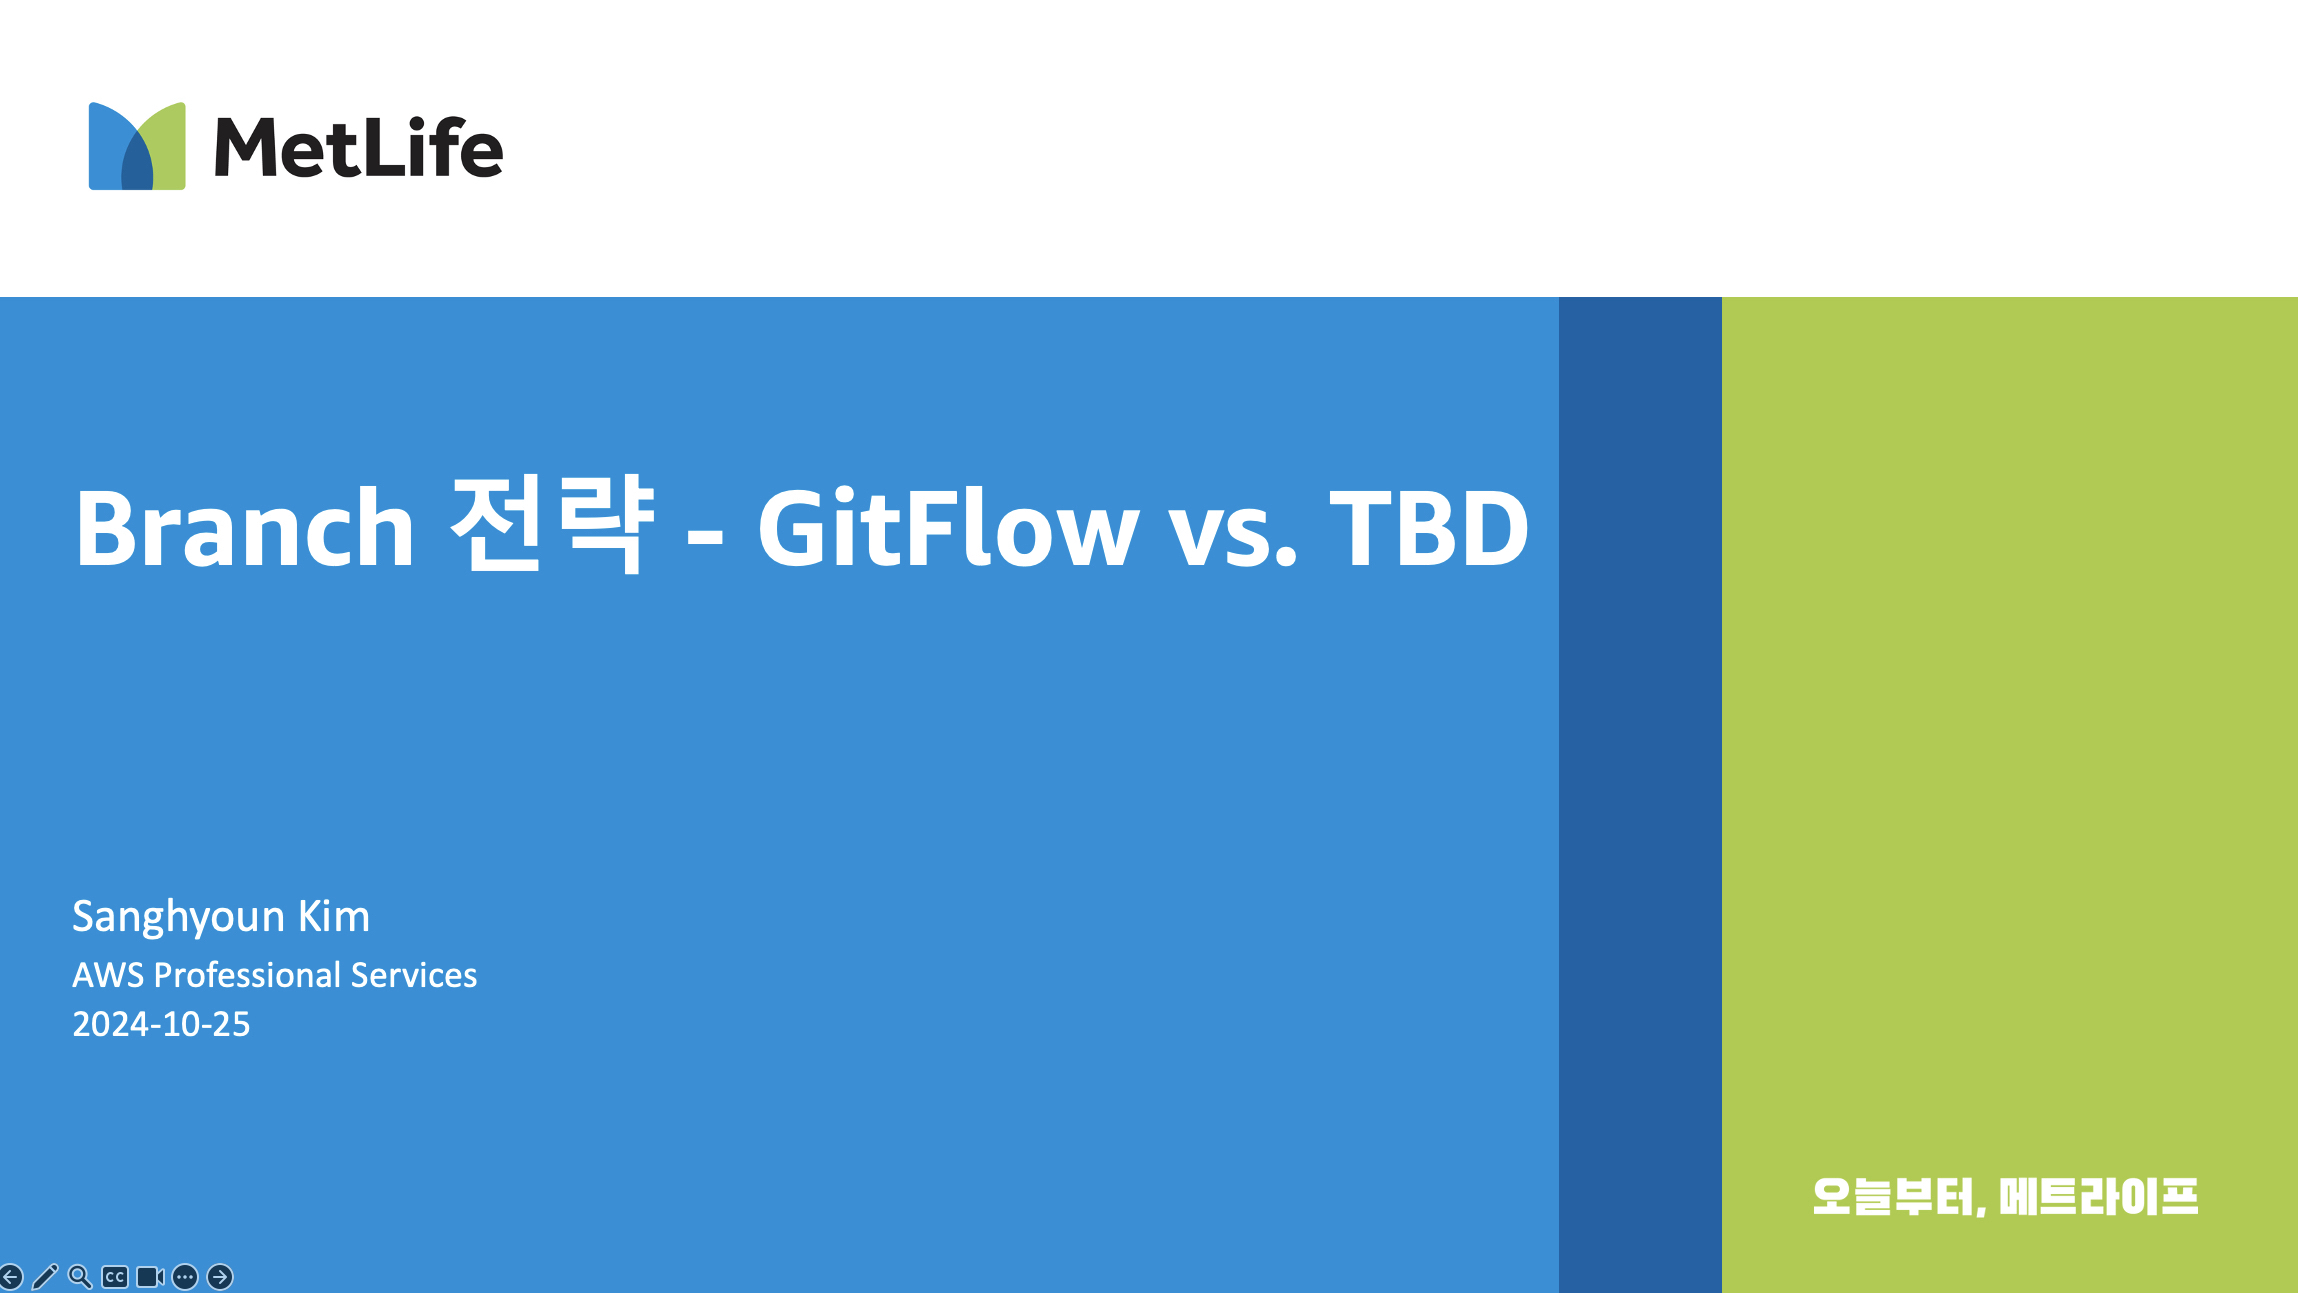 MetLife
Branch 전략 - GitFlow vs. TBD
Sanghyoun Kim
AWS Professional Services
2024-10-25
오늘부터, 메트라이프
CC